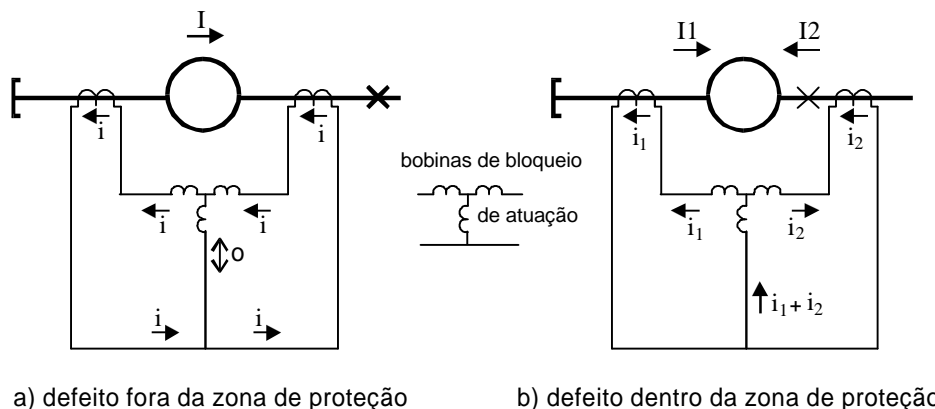 I
i
i
i
i
o
i
i
a) defeito fora da zona de proteção
bobinas de bloqueio
de atuação
I1
I2
i₁
i₂
i₁
i₂
i₁ + i₂
b) defeito dentro da zona de proteção